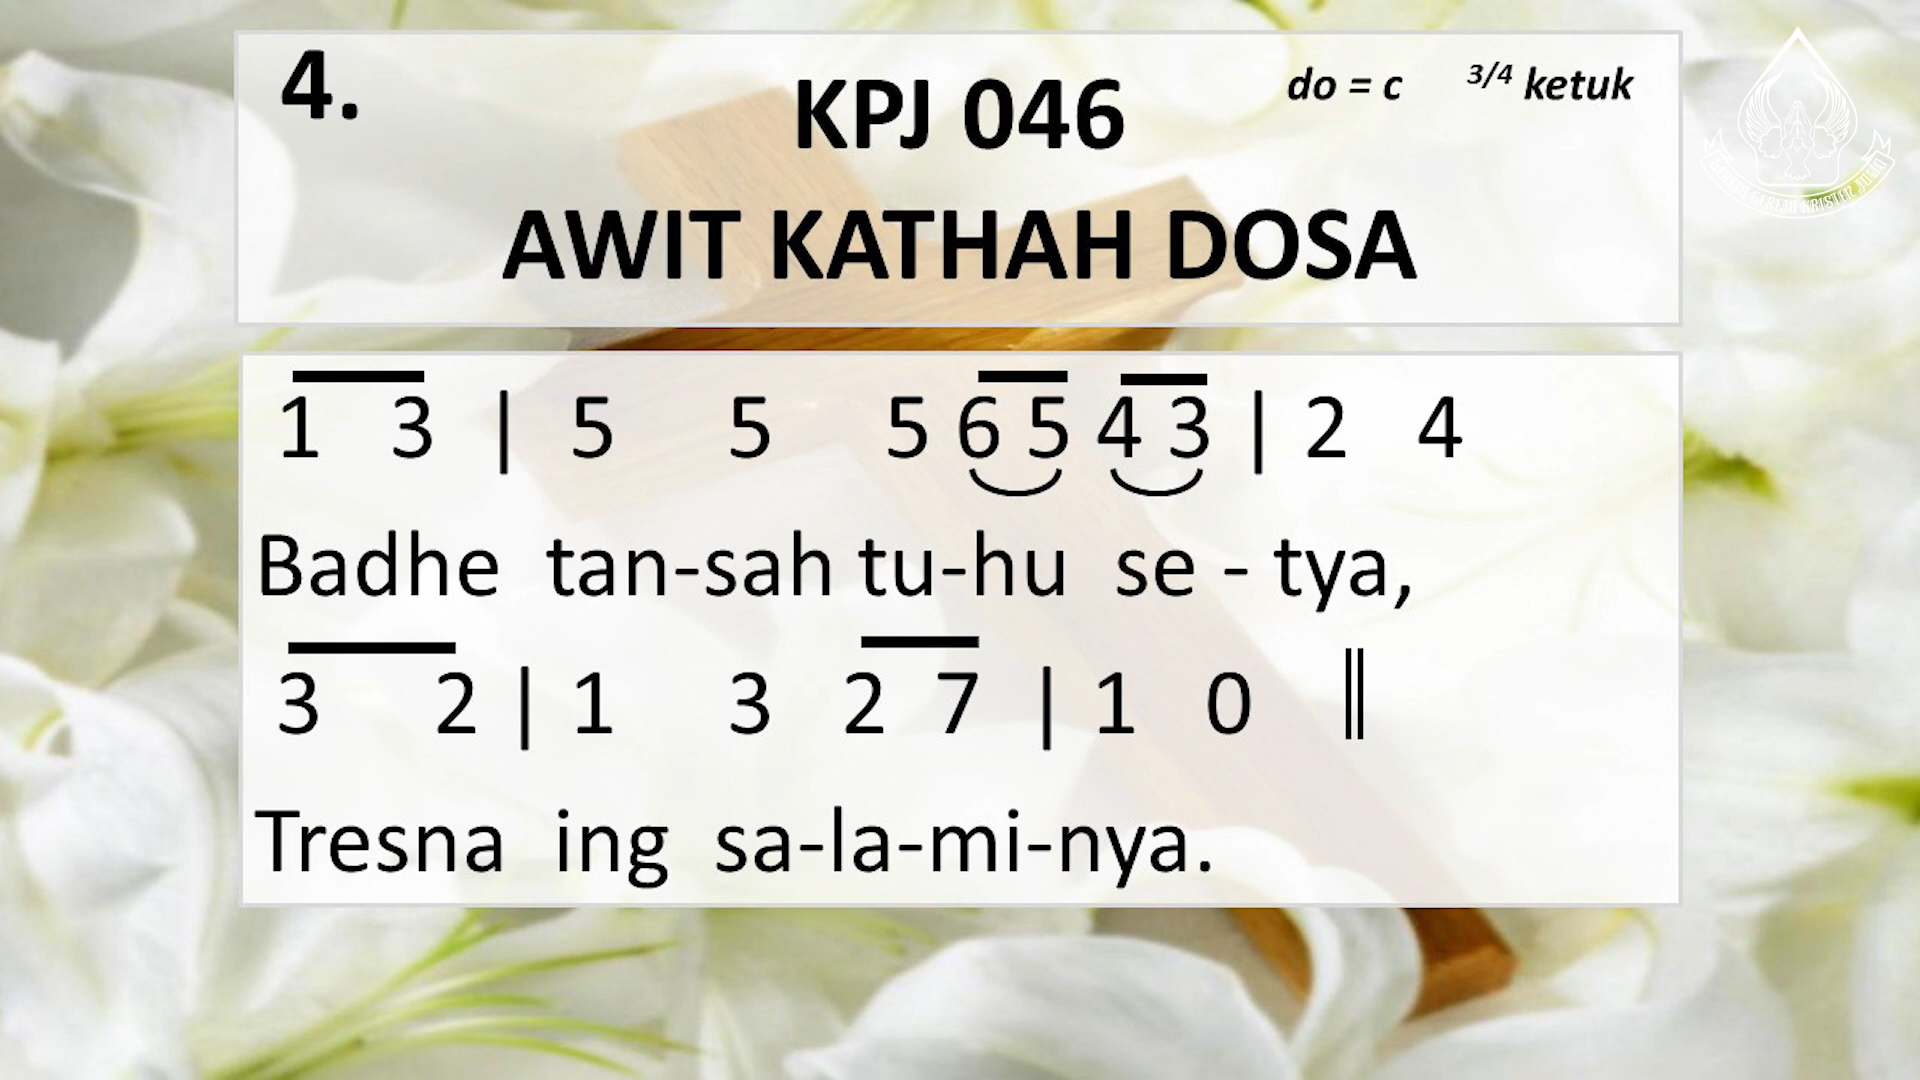 4.
KPJ 046
do = c 3/4 ketuk
AWIT KATHAH DOSA
1 3 | 5 5 5 6 5 4 3 | 2 4
Badhe tan-sah tu-hu se - tya,
3 2 | 1 3 2 7 | 1 0 ‖
Tresna ing sa-la-mi-nya.